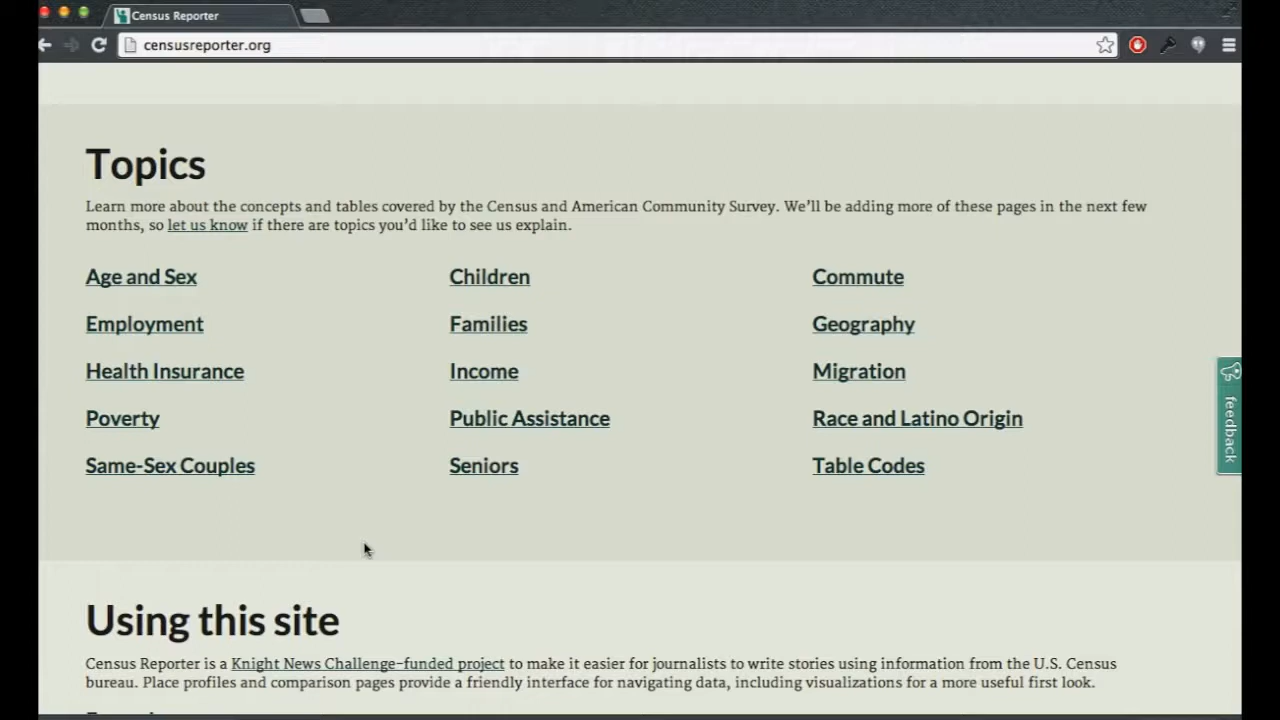 Census Reporter
censusreporter.org
Topics
Learn more about the concepts and tables covered by the Census and American Community Survey. We'll be adding more of these pages in the next few
months, so let us know if there are topics you'd like to see us explain.
Age and Sex
Children
Commute
Employment
Families
Geography
Health Insurance
Income
Migration
Poverty
Public Assistance
Race and Latino Origin
Same-Sex Couples
Seniors
Table Codes
feedback
Using this site
Census Reporter is a Knight News Challenge-funded project to make it easier for journalists to write stories using information from the U.S. Census
bureau. Place profiles and comparison pages provide a friendly interface for navigating data, including visualizations for a more useful first look.